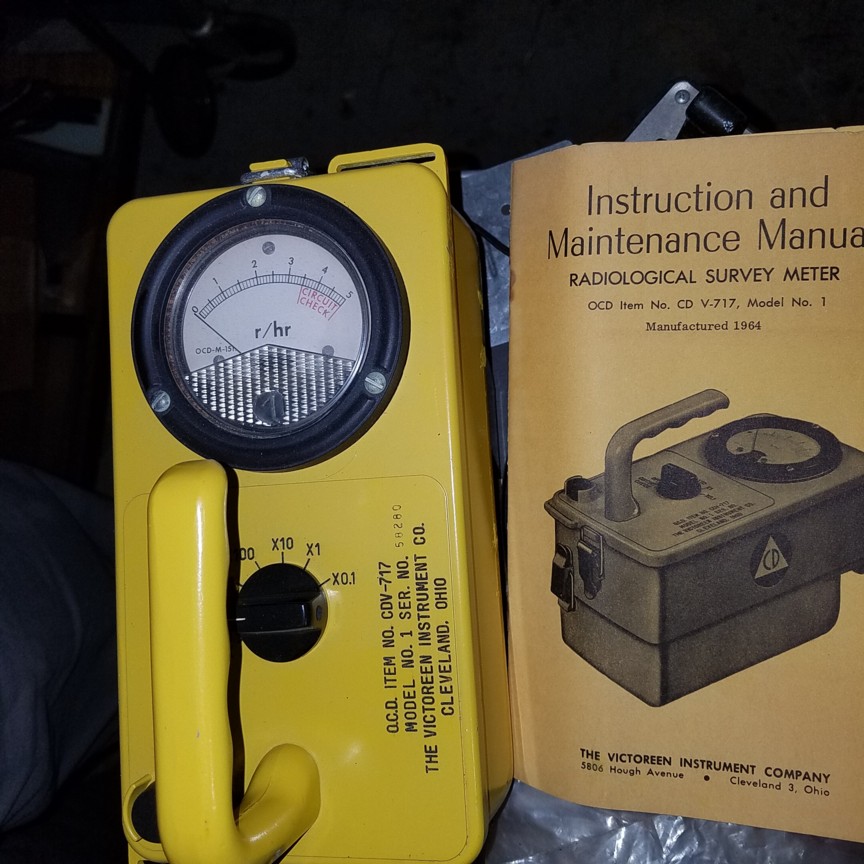 0 1 2 3 4 5
CIRCUIT
CHECK
r/hr
OCD-M-151
00 X10 X1 X0.1
O.C.D. ITEM NO. CDV-717
MODEL NO. 1 SER. NO. 58280
THE VICTOREEN INSTRUMENT CO.
CLEVELAND, OHIO
Instruction and
Maintenance Manua
RADIOLOGICAL SURVEY METER
OCD Item No. CD V-717, Model No. 1
Manufactured 1964
CD
THE VICTOREEN INSTRUMENT COMPANY
5806 Hough Avenue • Cleveland 3, Ohio